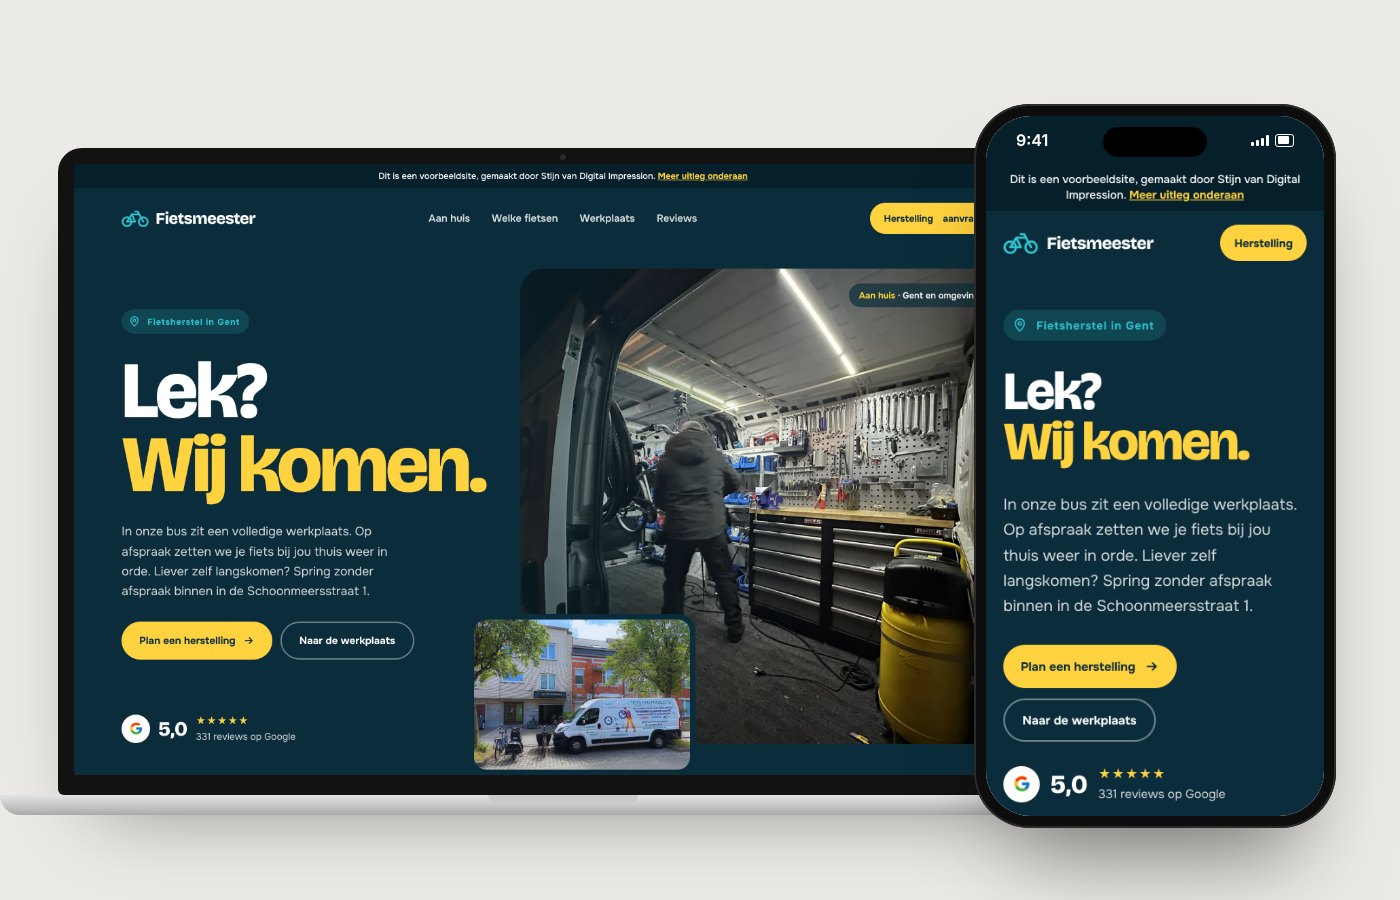 Dit is een voorbeeldsite, gemaakt door Stijn van Digital Impression. Meer uitleg onderaan
Fietsmeester
Aan huis
Welke fietsen
Werkplaats
Reviews
Herstelling aanvra
Fietsherstel in Gent
Lek?
Wij komen.
In onze bus zit een volledige werkplaats. Op
afspraak zetten we je fiets bij jou thuis weer in
orde. Liever zelf langskomen? Spring zonder
afspraak binnen in de Schoonmeersstraat 1.
Plan een herstelling →
Naar de werkplaats
G 5,0 ★★★★★
331 reviews op Google
Aan huis · Gent en omgevin
9:41
Dit is een voorbeeldsite, gemaakt door Stijn van Digital
Impression. Meer uitleg onderaan
Fietsmeester
Herstelling
Fietsherstel in Gent
Lek?
Wij komen.
In onze bus zit een volledige werkplaats.
Op afspraak zetten we je fiets bij jou
thuis weer in orde. Liever zelf
langskomen? Spring zonder afspraak
binnen in de Schoonmeersstraat 1.
Plan een herstelling →
Naar de werkplaats
G 5,0 ★★★★★
331 reviews op Google